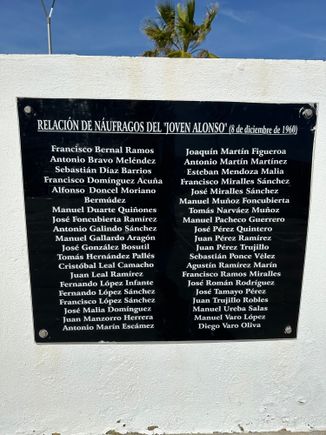 RELACIÓN DE NÁUFRAGOS DEL "JOVEN ALONSO" (8 de diciembre de 1960)
Francisco Bernal Ramos
Antonio Bravo Meléndez
Sebastián Díaz Barrios
Francisco Domínguez Acuña
Alfonso Doncel Moriano
Bermúdez
Manuel Duarte Quiñones
José Foncubierta Ramírez
Antonio Galindo Sánchez
Manuel Gallardo Aragón
José González Bosutil
Tomás Hernández Pallés
Cristóbal Leal Camacho
Juan Leal Ramírez
Fernando López Infante
Fernando López Sánchez
Francisco López Sánchez
José Malia Domínguez
Juan Manzorro Herrera
Antonio Marín Escámez
Joaquín Martín Figueroa
Antonio Martín Martínez
Esteban Mendoza Malia
Francisco Miralles Sánchez
José Miralles Sánchez
Manuel Muñoz Foncubierta
Tomás Narváez Muñoz
Manuel Pacheco Guerrero
José Pérez Quintero
Juan Pérez Ramírez
Juan Pérez Trujillo
Sebastián Ponce Vélez
Agustín Ramírez Marín
Francisco Ramos Miralles
José Román Rodríguez
José Tamayo Pérez
Juan Trujillo Robles
Manuel Ureba Salas
Manuel Varo López
Diego Varo Oliva